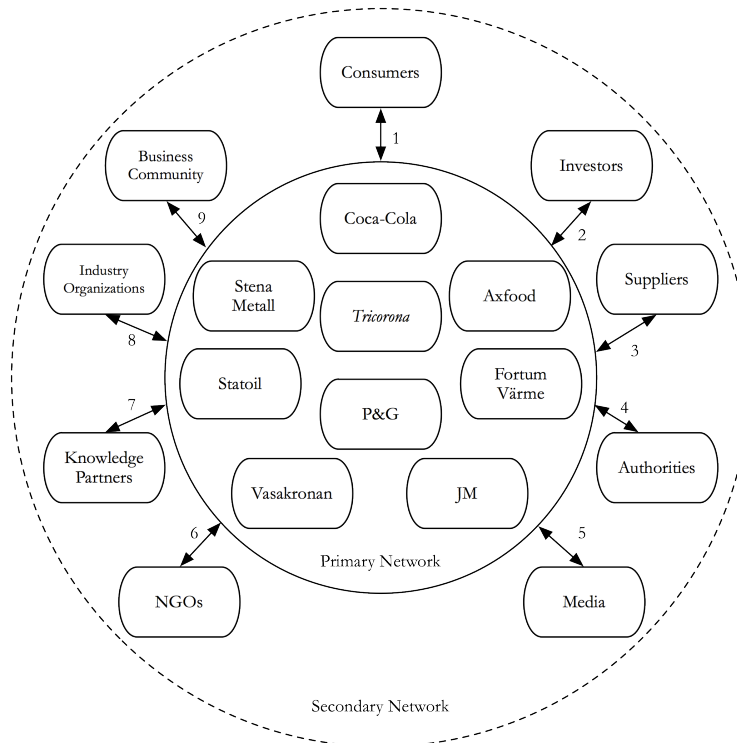 Consumers
1
Business
Community
Investors
9
2
Coca-Cola
Industry
Organizations
Stena
Metall
Tricorona
Axfood
Suppliers
8
3
Statoil
Fortum
Värme
7
P&G
4
Knowledge
Partners
Authorities
Vasakronan
JM
6
5
Primary Network
NGOs
Media
Secondary Network